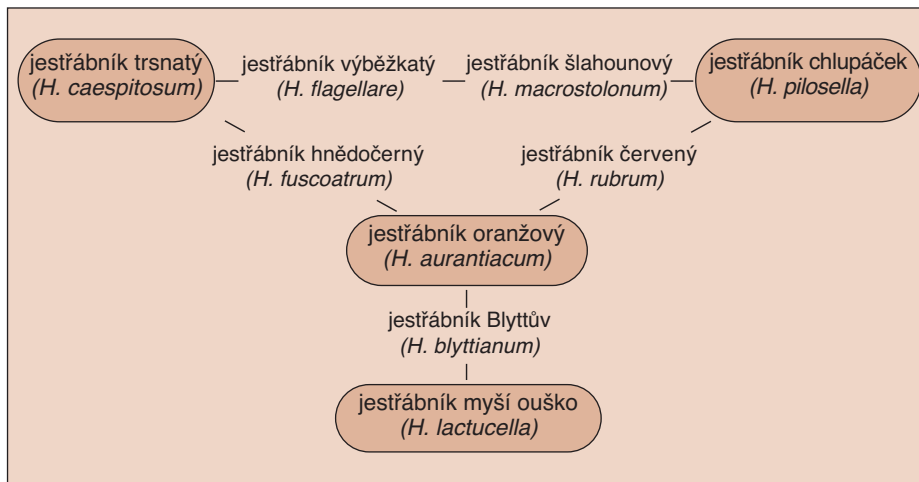 jestřábník trsnatý
(H. caespitosum)
jestřábník výběžkatý
(H. flagellare)
jestřábník šlahounový
(H. macrostolonum)
jestřábník chlupáček
(H. pilosella)
jestřábník hnědočerný
(H. fuscoatrum)
jestřábník červený
(H. rubrum)
jestřábník oranžový
(H. aurantiacum)
jestřábník Blyttův
(H. blyttianum)
jestřábník myší ouško
(H. lactucella)